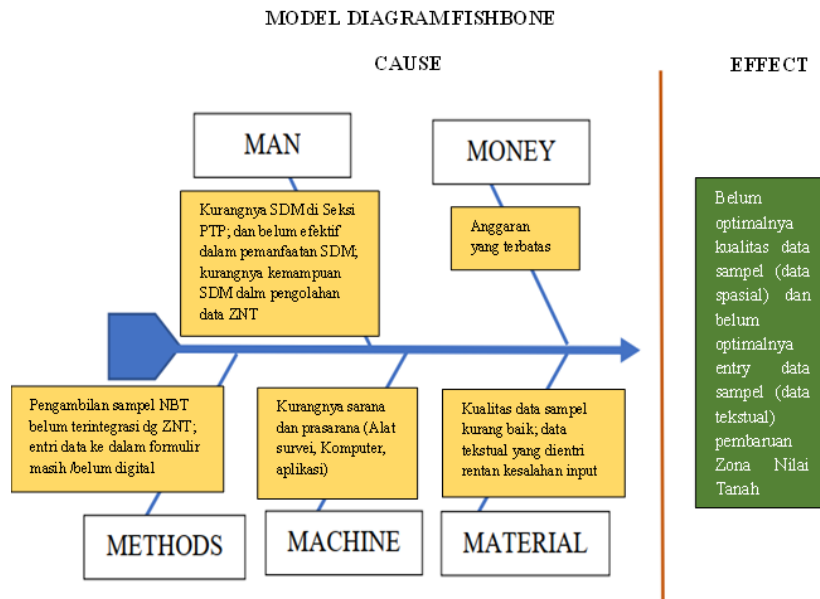 MODEL DIAGRAM FISHBONE
CAUSE
EFFECT
MAN
MONEY
Kurangnya SDM di Seksi
PTP; dan belum efektif
dalam pemanfaatan SDM;
kurangnya kemampuan
SDM dalm pengolahan
data ZNT
Anggaran
yang terbatas
Belum
optimalnya
kualitas data
sampel (data
spasial) dan
belum
optimalnya
entry data
sampel (data
tekstual)
pembaruan
Zona Nilai
Tanah
Pengambilan sampel NBT
belum terintegrasi dg ZNT;
entri data ke dalam formulir
masih /belum digital
Kurangnya sarana
dan prasarana (Alat
survei, Komputer,
aplikasi)
Kualitas data sampel
kurang baik; data
tekstual yang dientri
rentan kesalahan input
METHODS
MACHINE
MATERIAL